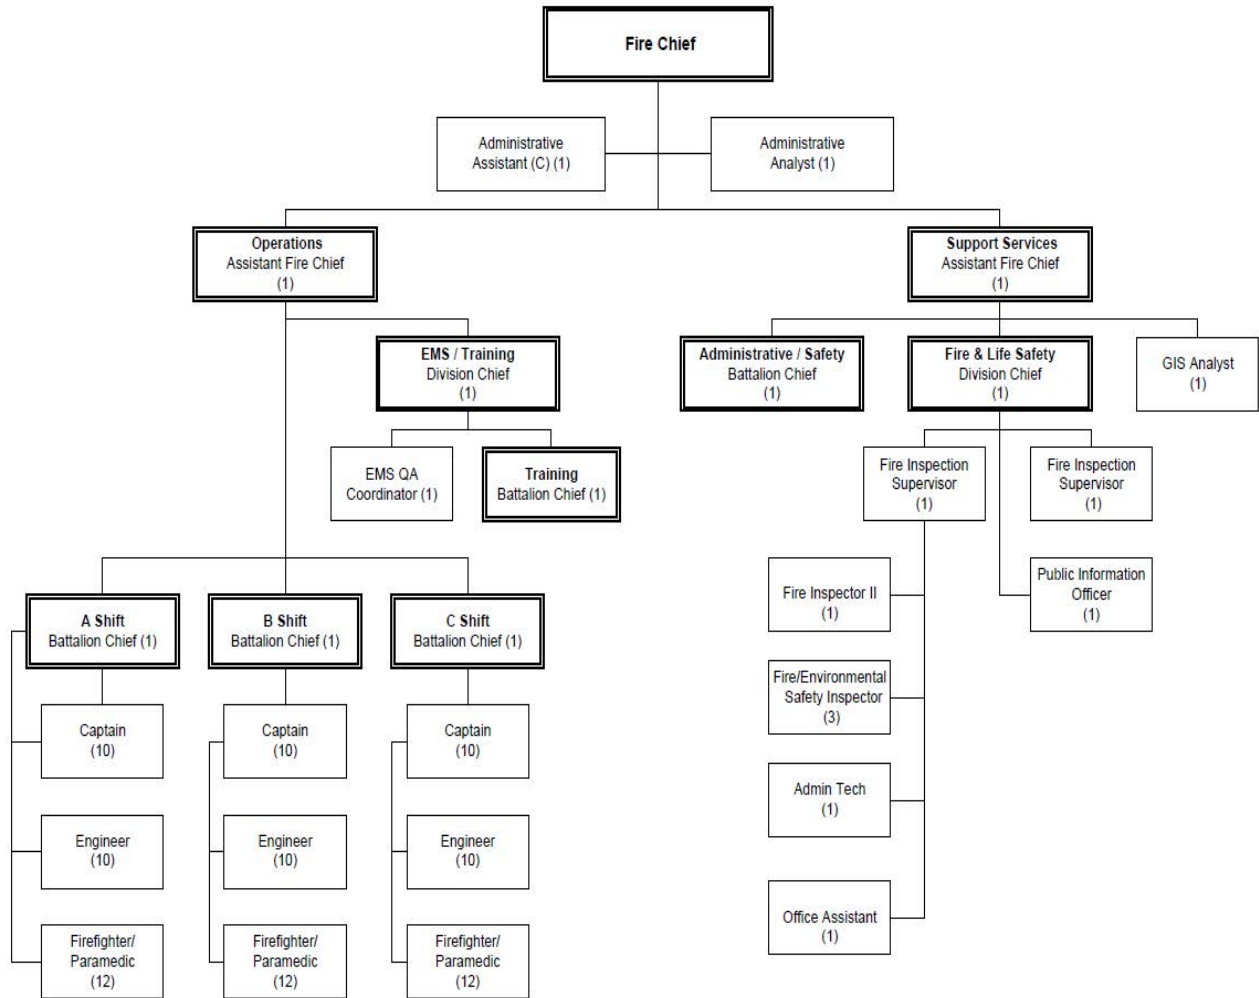 Fire Chief
Administrative
Assistant (C) (1)
Administrative
Analyst (1)
Operations
Assistant Fire Chief
(1)
Support Services
Assistant Fire Chief
(1)
EMS / Training
Division Chief
(1)
Administrative / Safety
Battalion Chief
(1)
Fire & Life Safety
Division Chief
(1)
GIS Analyst
(1)
EMS QA
Coordinator (1)
Training
Battalion Chief (1)
Fire Inspection
Supervisor
(1)
Fire Inspection
Supervisor
(1)
Fire Inspector II
(1)
Public Information
Officer
(1)
A Shift
Battalion Chief (1)
B Shift
Battalion Chief (1)
C Shift
Battalion Chief (1)
Fire/Environmental
Safety Inspector
(3)
Captain
(10)
Captain
(10)
Captain
(10)
Admin Tech
(1)
Engineer
(10)
Engineer
(10)
Engineer
(10)
Office Assistant
(1)
Firefighter/
Paramedic
(12)
Firefighter/
Paramedic
(12)
Firefighter/
Paramedic
(12)